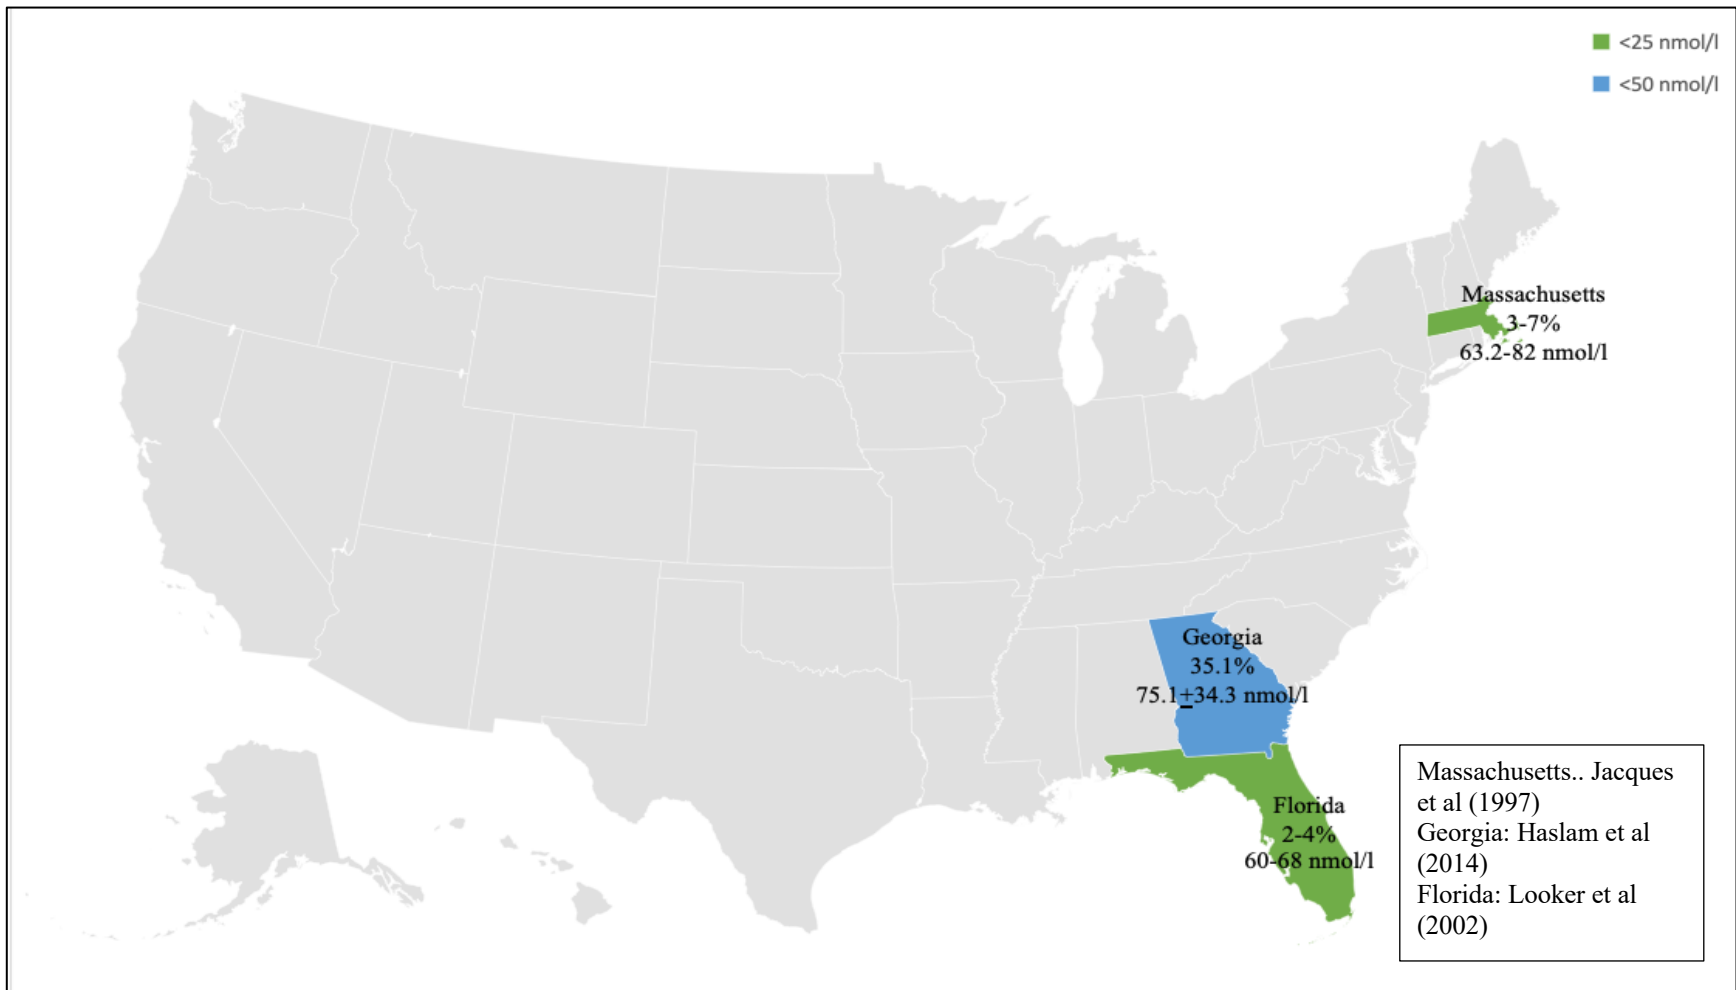 <25 nmol/l
<50 nmol/l
Massachusetts
3-7%
63.2-82 nmol/l
Georgia
35.1%
75.1±34.3 nmol/l
Florida
2-4%
60-68 nmol/l
Massachusetts.. Jacques
et al (1997)
Georgia: Haslam et al
(2014)
Florida: Looker et al
(2002)